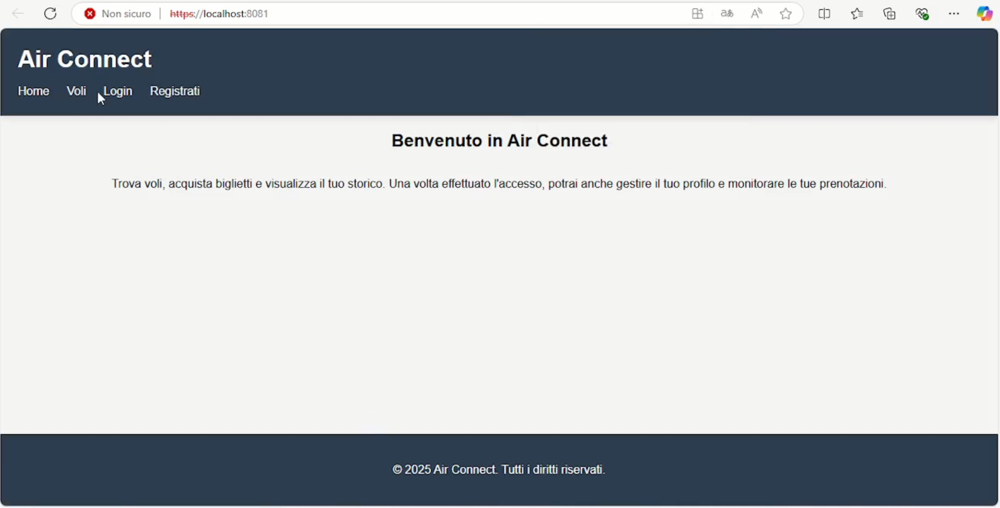 Non sicuro https://localhost:8081
Air Connect
Home Voli Login Registrati
Benvenuto in Air Connect
Trova voli, acquista biglietti e visualizza il tuo storico. Una volta effettuato l'accesso, potrai anche gestire il tuo profilo e monitorare le tue prenotazioni.
© 2025 Air Connect. Tutti i diritti riservati.